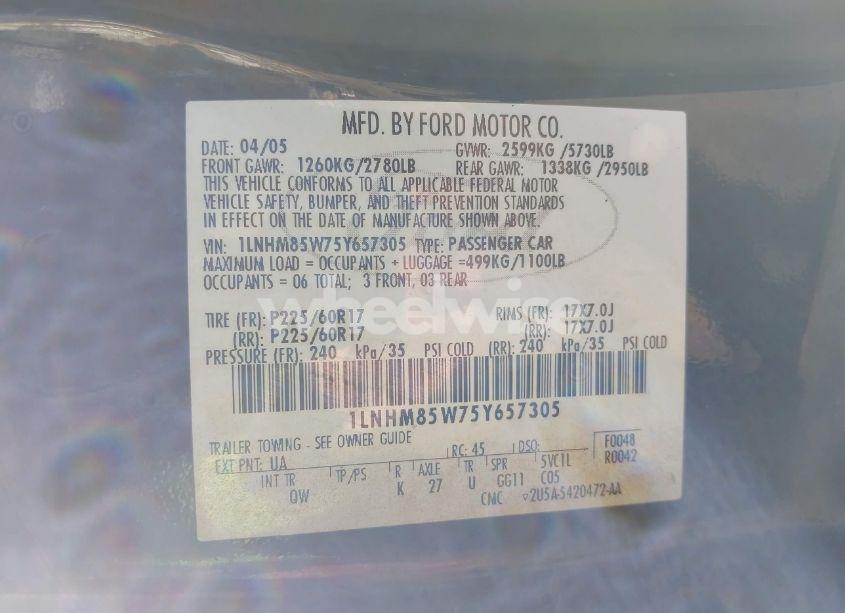 MFD. BY FORD MOTOR CO.
DATE: 04/05 GVWR: 2599KG /5730LB
FRONT GAWR: 1260KG/2780LB REAR GAWR: 1338KG /2950LB
THIS VEHICLE CONFORMS TO ALL APPLICABLE FEDERAL MOTOR
VEHICLE SAFETY, BUMPER, AND THEFT PREVENTION STANDARDS
IN EFFECT ON THE DATE OF MANUFACTURE SHOWN ABOVE.
VIN: 1LNHM85W75Y657305 TYPE: PASSENGER CAR
MAXIMUM LOAD = OCCUPANTS + LUGGAGE =499KG/1100LB
OCCUPANTS = 06 TOTAL; 3 FRONT, 03 REAR
wheelwise
TIRE (FR): P225/60R17 RIMS (FR): 17X7.0J
(RR): P225/60R17 (RR): 17X7.0J
PRESSURE (FR): 240 kPa/35 PSI COLD (RR): 240 kPa/35 PSI COLD
1LNHM85W75Y657305
TRAILER TOWING - SEE OWNER GUIDE
EXT PNT: UA RC: 45 DSO: F0048
R0042
INT TR TP/PS R AXLE TR SPR SVC1L
QW K 27 U GG11 C05
CMC 2U5A-5420472-AA